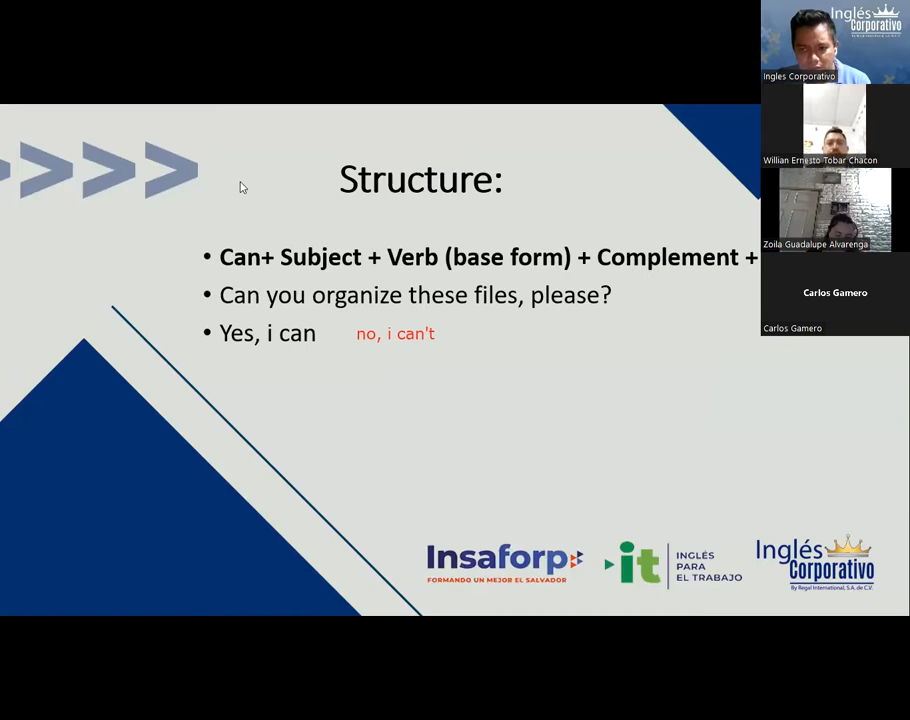 Inglés
Corporativo
Ingles Corporativo
Willian Ernesto Tobar Chacon
Zoila Guadalupe Alvarenga
Carlos Gamero
Carlos Gamero
Structure:
• Can+ Subject + Verb (base form) + Complement +
• Can you organize these files, please?
• Yes, i can no, i can't
Insaforp
FORMANDO UN MEJOR EL SALVADOR
it
INGLÉS
PARA
EL TRABAJO
Inglés
Corporativo
By Regal International, S.A. de C.V.